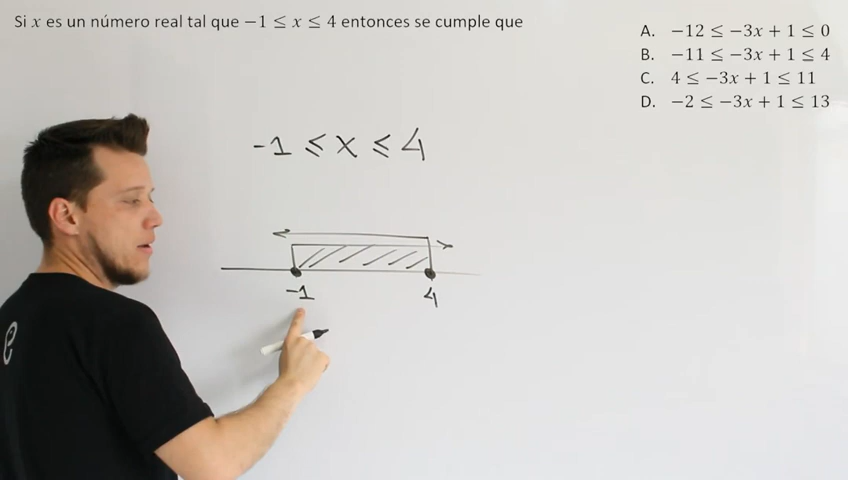 Si x es un número real tal que −1 ≤ x ≤ 4 entonces se cumple que
A. −12 ≤ −3x + 1 ≤ 0
B. −11 ≤ −3x + 1 ≤ 4
C. 4 ≤ −3x + 1 ≤ 11
D. −2 ≤ −3x + 1 ≤ 13
-1 ≤ x ≤ 4
-1 4
e